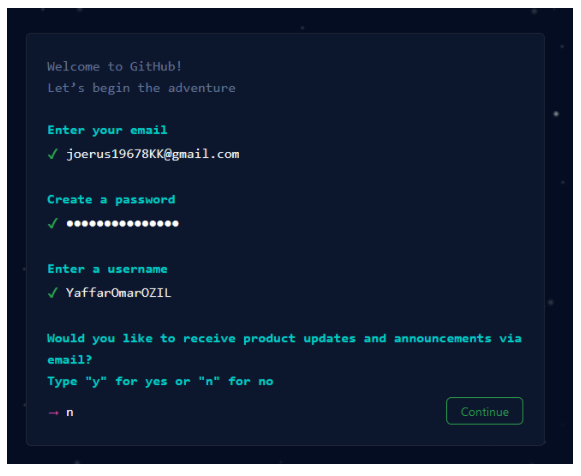 Welcome to GitHub!
Let’s begin the adventure
Enter your email
✓ joerus19678KK@gmail.com
Create a password
✓ ●●●●●●●●●●●●●●●
Enter a username
✓ YaffarOmarOZIL
Would you like to receive product updates and announcements via
email?
Type "y" for yes or "n" for no
→ n
Continue